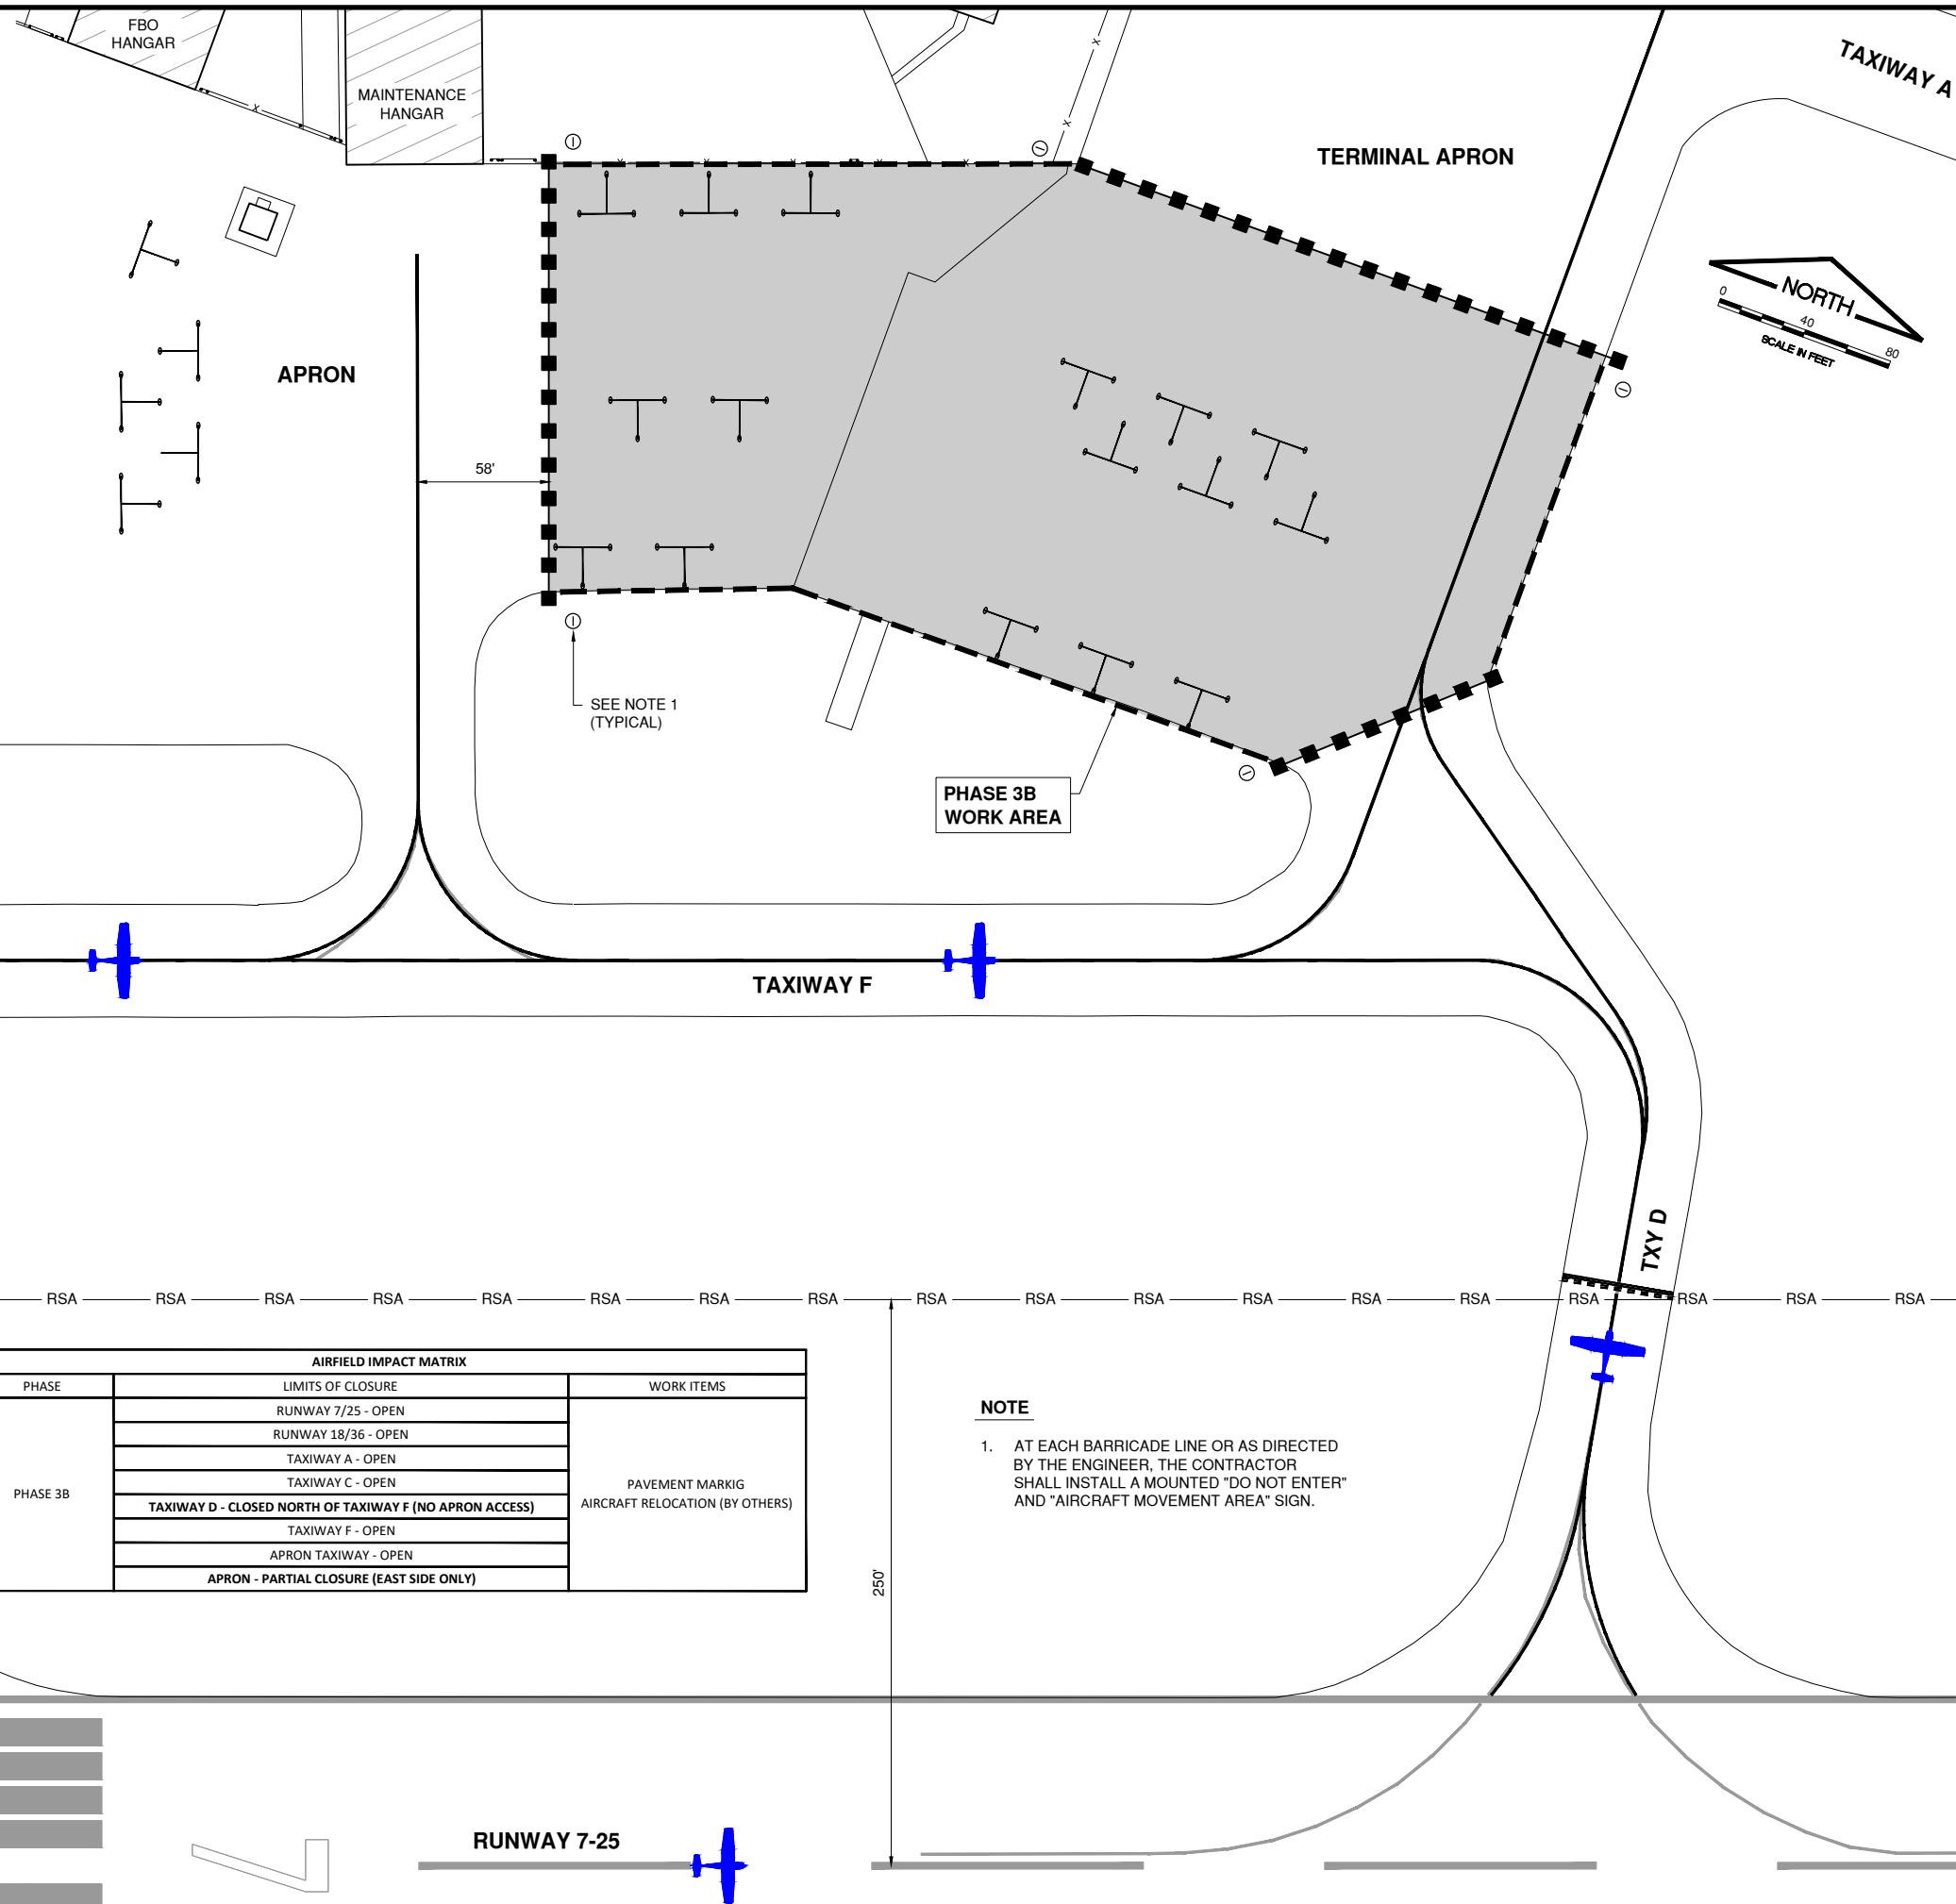 FBO
HANGAR
MAINTENANCE
HANGAR
TAXIWAY A
TERMINAL APRON
NORTH
0
40
80
SCALE IN FEET
APRON
58'
SEE NOTE 1
(TYPICAL)
PHASE 3B
WORK AREA
TAXIWAY F
TXY D
RSA RSA RSA RSA RSA RSA RSA RSA RSA RSA RSA RSA RSA RSA RSA RSA RSA RSA
AIRFIELD IMPACT MATRIX
PHASE LIMITS OF CLOSURE WORK ITEMS
PHASE 3B
RUNWAY 7/25 - OPEN
RUNWAY 18/36 - OPEN
TAXIWAY A - OPEN
TAXIWAY C - OPEN
TAXIWAY D - CLOSED NORTH OF TAXIWAY F (NO APRON ACCESS)
TAXIWAY F - OPEN
APRON TAXIWAY - OPEN
APRON - PARTIAL CLOSURE (EAST SIDE ONLY)
PAVEMENT MARKIG
AIRCRAFT RELOCATION (BY OTHERS)
NOTE
1. AT EACH BARRICADE LINE OR AS DIRECTED
BY THE ENGINEER, THE CONTRACTOR
SHALL INSTALL A MOUNTED "DO NOT ENTER"
AND "AIRCRAFT MOVEMENT AREA" SIGN.
250'
7
RUNWAY 7-25